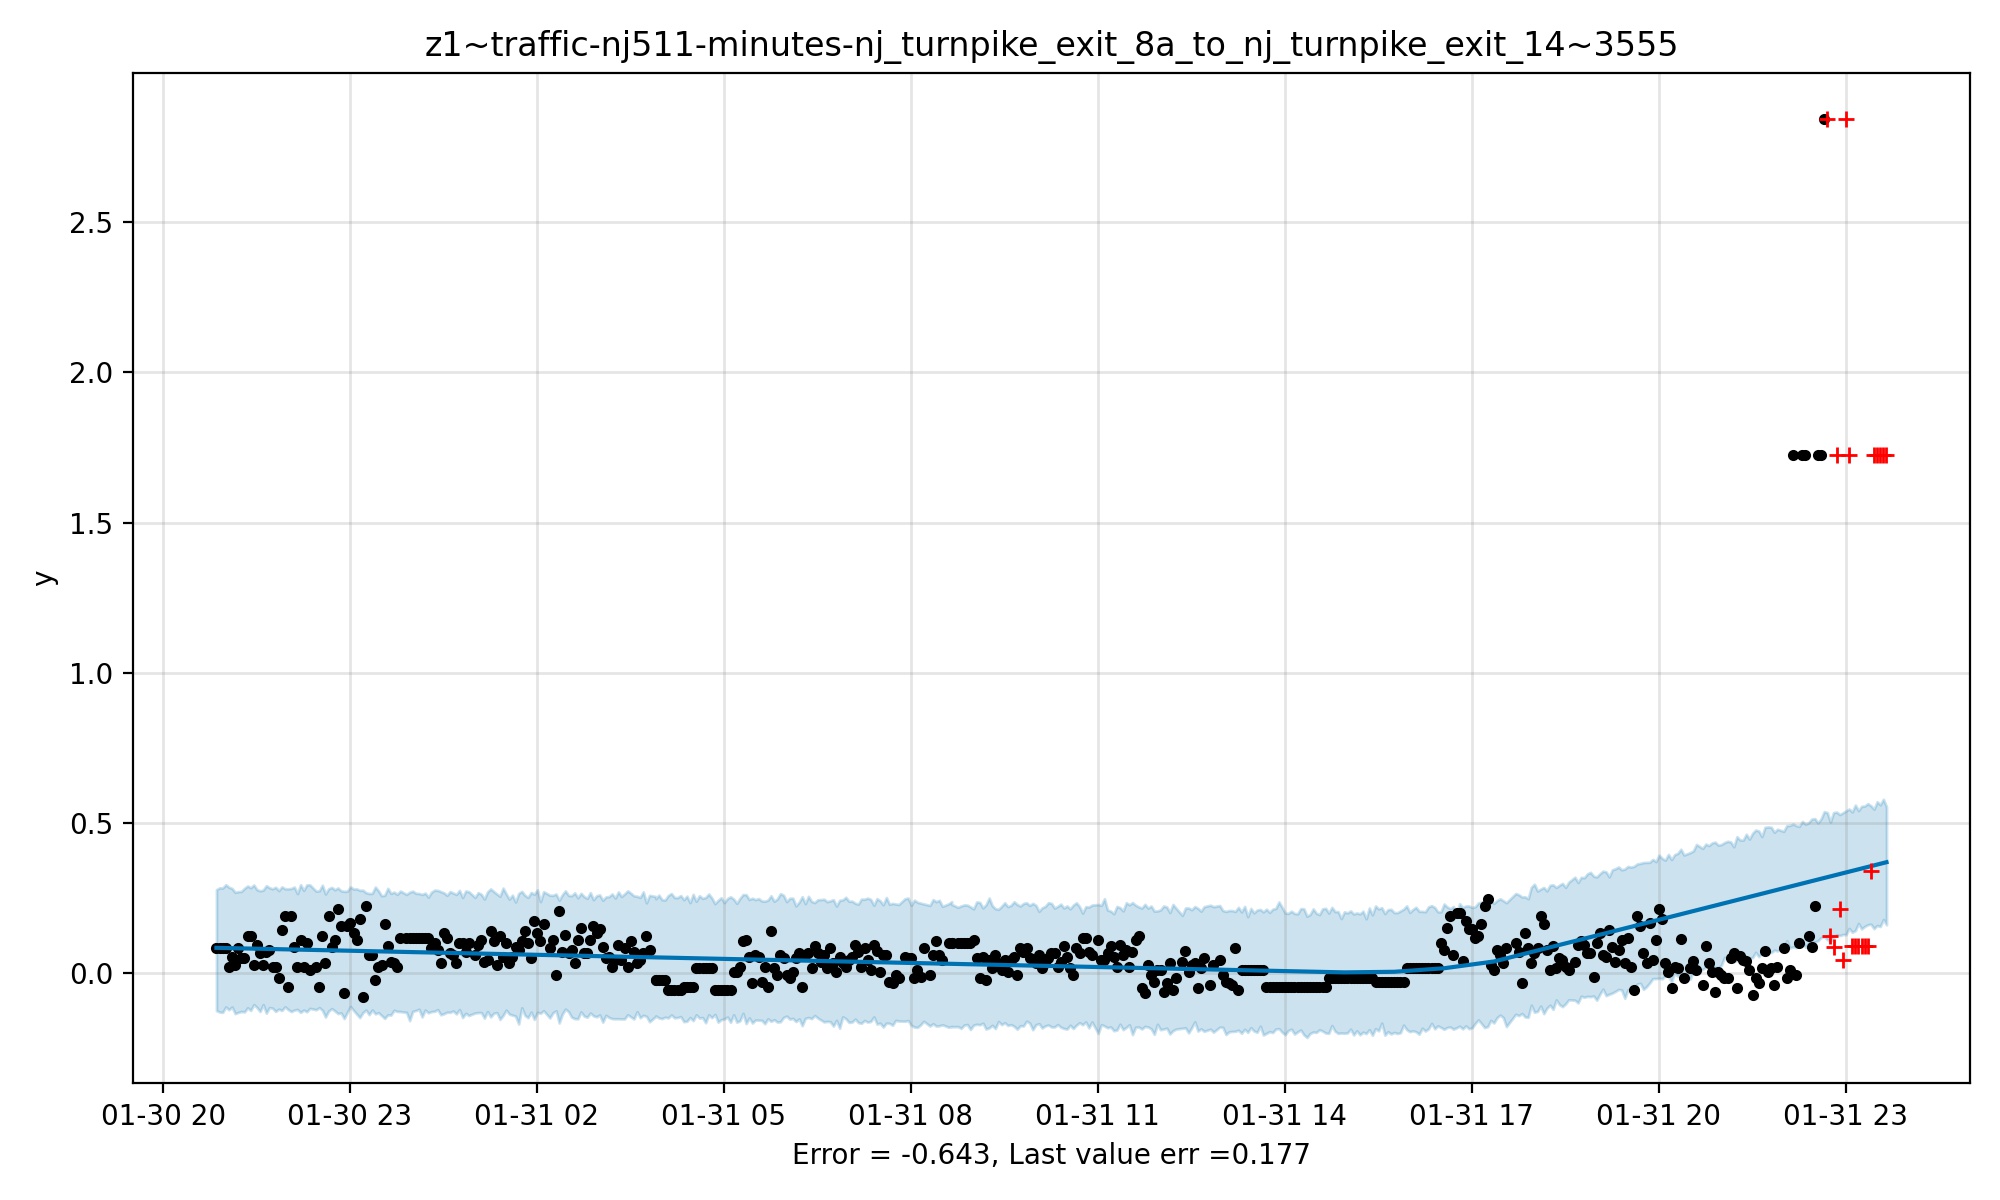 z1~traffic-nj511-minutes-nj_turnpike_exit_8a_to_nj_turnpike_exit_14~3555
y
2.5
2.0
1.5
1.0
0.5
0.0
01-30 20 01-30 23 01-31 02 01-31 05 01-31 08 01-31 11 01-31 14 01-31 17 01-31 20 01-31 23
Error = -0.643, Last value err =0.177